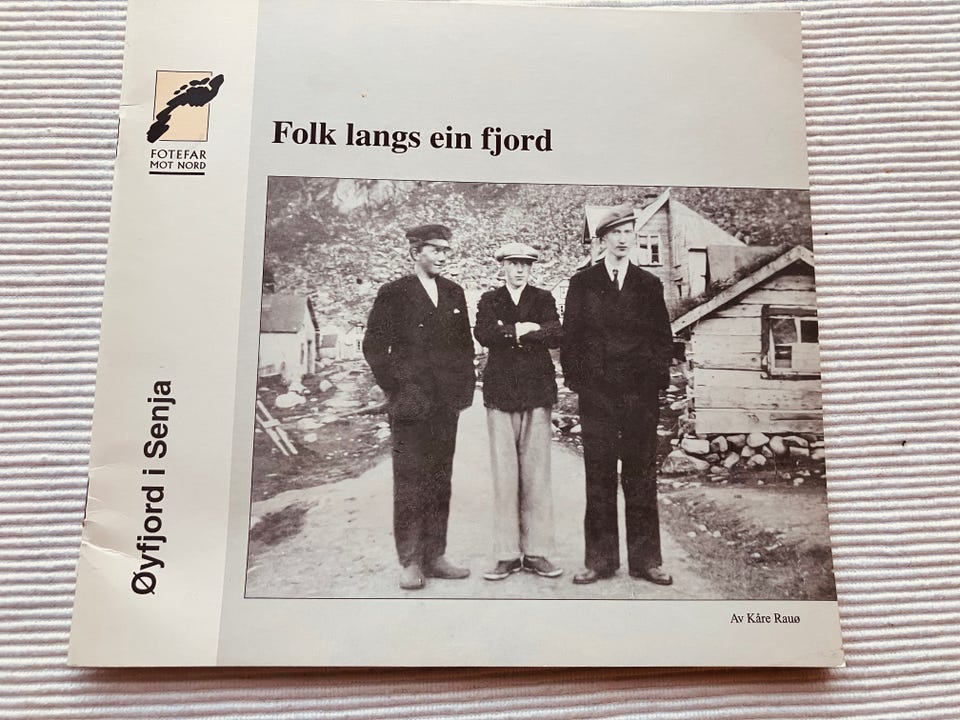 FOTEFAR
MOT NORD
Folk langs ein fjord
Øyfjord i Senja
Av Kåre Rauø